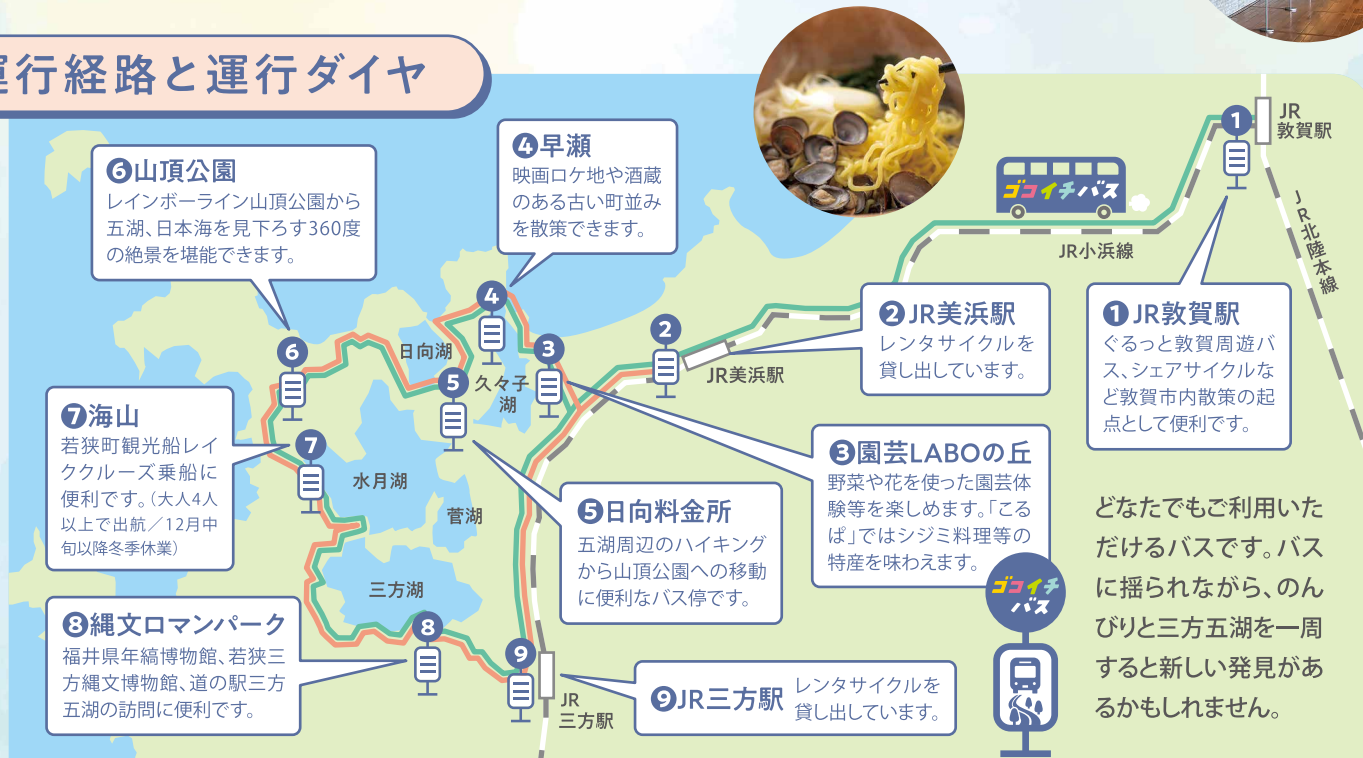 行経路と運行ダイヤ
❻山頂公園
レインボーライン山頂公園から
五湖、日本海を見下ろす360度
の絶景を堪能できます。
❹早瀬
映画ロケ地や酒蔵
のある古い町並み
を散策できます。
ゴコイチバス
1
JR
敦賀駅
JR小浜線
JR北陸本線
❷JR美浜駅
レンタサイクルを
貸し出しています。
❶JR敦賀駅
ぐるっと敦賀周遊バ
ス、シェアサイクルな
ど敦賀市内散策の起
点として便利です。
4
2
3
6
5
日向湖
久々子
湖
JR美浜駅
❼海山
若狭町観光船レイ
ククルーズ乗船に
便利です。(大人4人
以上で出航／12月中
旬以降冬季休業)
7
水月湖
菅湖
三方湖
❺日向料金所
五湖周辺のハイキング
から山頂公園への移動
に便利なバス停です。
❸園芸LABOの丘
野菜や花を使った園芸体
験等を楽しめます。「こる
ぱ」ではシジミ料理等の
特産を味わえます。
ゴコイチ
バス
どなたでもご利用いた
だけるバスです。バス
に揺られながら、のん
びりと三方五湖を一周
すると新しい発見があ
るかもしれません。
❽縄文ロマンパーク
福井県年縞博物館、若狭三
方縄文博物館、道の駅三方
五湖の訪問に便利です。
8
9
JR
三方駅
❾JR三方駅
レンタサイクルを
貸し出しています。